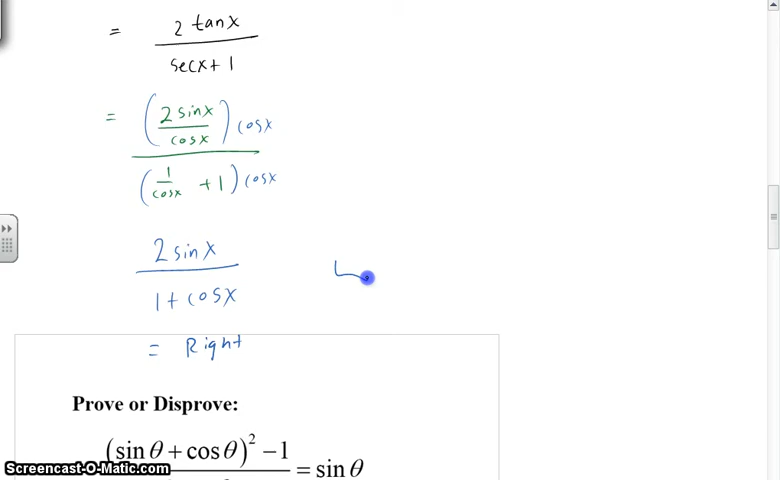 = 2 tanx
secx + 1
= (2 sinx / cosx) cosx
(1 / cosx + 1) cosx
2 sinx
1 + cosx
= Right
Prove or Disprove:
(sin θ + cos θ)² − 1
= sin θ
Screencast-O-Matic.com